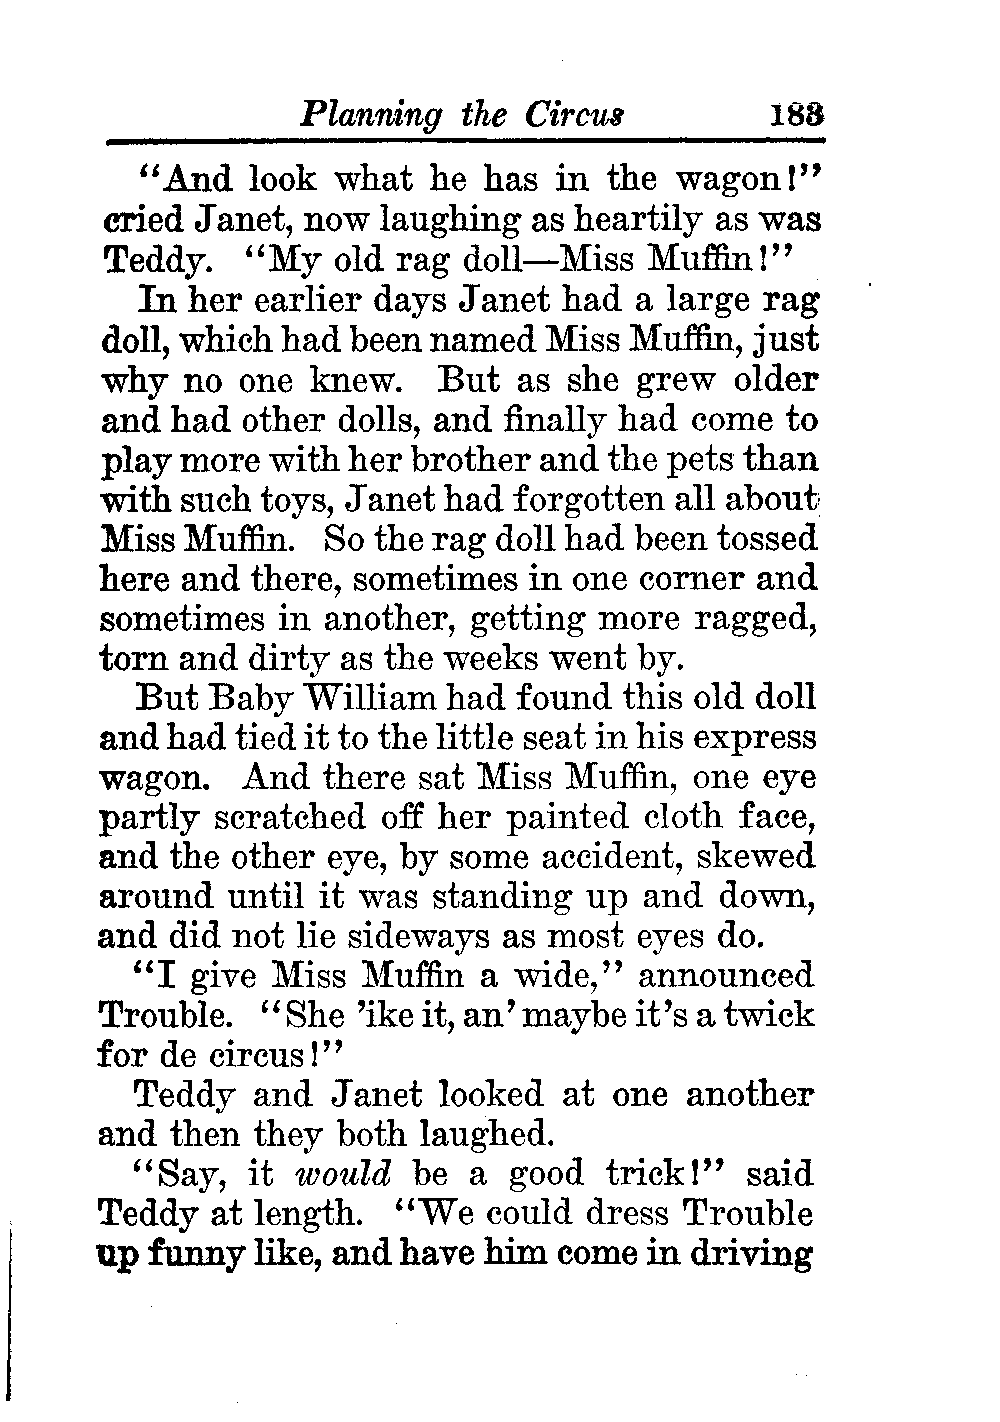 Planning the Circus 183
“And look what he has in the wagon!”
cried Janet, now laughing as heartily as was
Teddy. “My old rag doll—Miss Muffin!”
In her earlier days Janet had a large rag
doll, which had been named Miss Muffin, just
why no one knew. But as she grew older
and had other dolls, and finally had come to
play more with her brother and the pets than
with such toys, Janet had forgotten all about
Miss Muffin. So the rag doll had been tossed
here and there, sometimes in one corner and
sometimes in another, getting more ragged,
torn and dirty as the weeks went by.
But Baby William had found this old doll
and had tied it to the little seat in his express
wagon. And there sat Miss Muffin, one eye
partly scratched off her painted cloth face,
and the other eye, by some accident, skewed
around until it was standing up and down,
and did not lie sideways as most eyes do.
“I give Miss Muffin a wide,” announced
Trouble. “She ’ike it, an’ maybe it’s a twick
for de circus!”
Teddy and Janet looked at one another
and then they both laughed.
“Say, it would be a good trick!” said
Teddy at length. “We could dress Trouble
up funny like, and have him come in driving